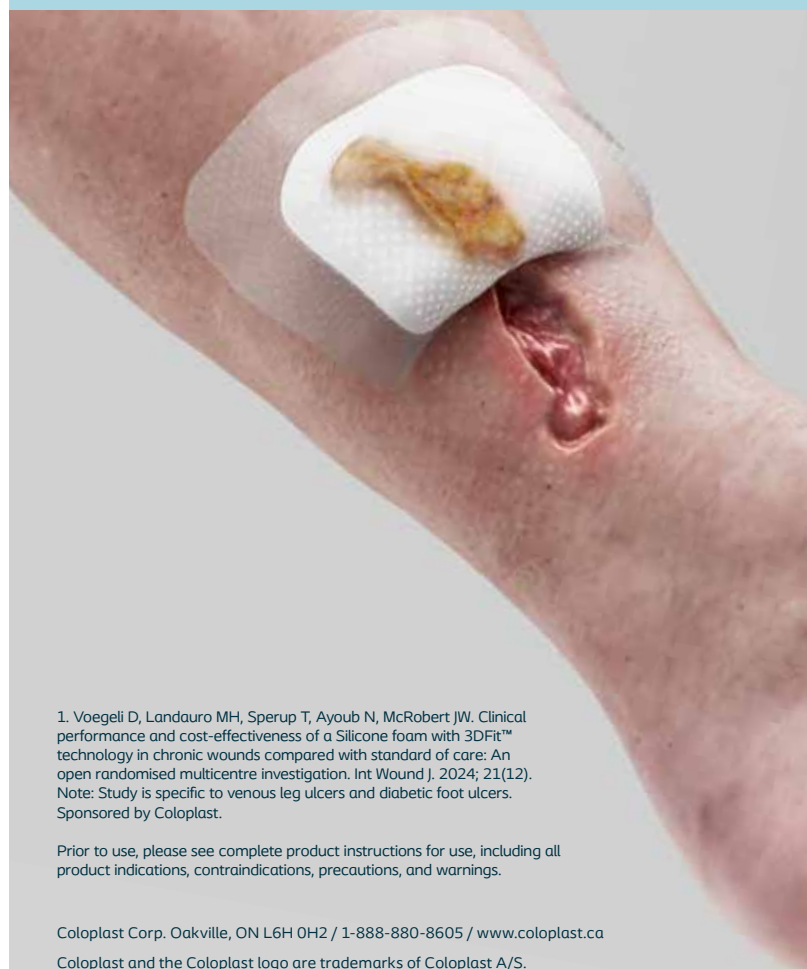 1. Voegeli D, Landauro MH, Sperup T, Ayoub N, McRobert JW. Clinical
performance and cost-effectiveness of a Silicone foam with 3DFit™
technology in chronic wounds compared with standard of care: An
open randomised multicentre investigation. Int Wound J. 2024; 21(12).
Note: Study is specific to venous leg ulcers and diabetic foot ulcers.
Sponsored by Coloplast.
Prior to use, please see complete product instructions for use, including all
product indications, contraindications, precautions, and warnings.
Coloplast Corp. Oakville, ON L6H 0H2 / 1-888-880-8605 / www.coloplast.ca
Coloplast and the Coloplast logo are trademarks of Coloplast A/S.